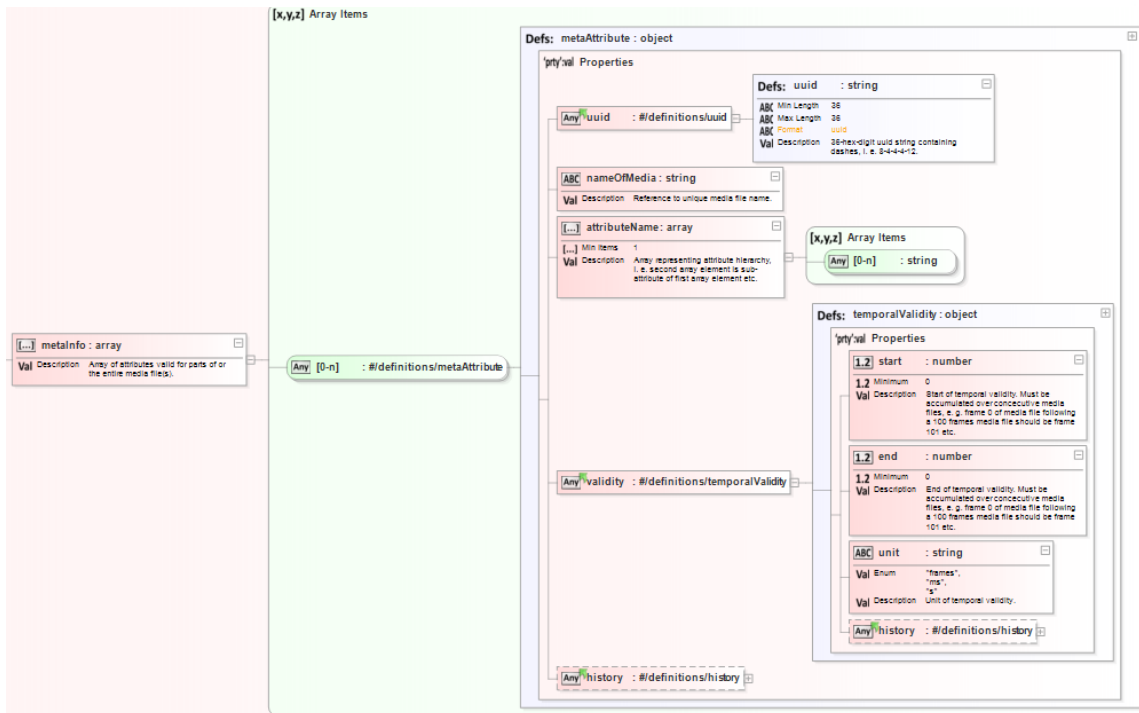 [x,y,z] Array Items
Defs: metaAttribute : object
'prty':val Properties
Defs: uuid : string
ABC Min Length 36
ABC Max Length 36
ABC Format uuid
Val Description 36-hex-digit uuid string containing
dashes, i. e. 8-4-4-4-12.
Any uuid : #/definitions/uuid
ABC nameOfMedia : string
Val Description Reference to unique media file name.
[...] attributeName: array
[...] Min Items 1
Val Description Array representing attribute hierarchy,
i. e. second array element is sub-
attribute of first array element etc.
[x,y,z] Array Items
Any [0-n] : string
[...] metaInfo : array
Val Description Array of attributes valid for parts of or
the entire media file(s).
Any [0-n] : #/definitions/metaAttribute
Defs: temporalValidity : object
'prty':val Properties
1.2 start : number
1.2 Minimum 0
Val Description Start of temporal validity. Must be
accumulated over concecutive media
files, e. g. frame 0 of media file following
a 100 frames media file should be frame
101 etc.
1.2 end : number
1.2 Minimum 0
Val Description End of temporal validity. Must be
accumulated over concecutive media
files, e. g. frame 0 of media file following
a 100 frames media file should be frame
101 etc.
Any validity : #/definitions/temporalValidity
ABC unit : string
Val Enum "frames",
"ms",
"s"
Val Description Unit of temporal validity.
Any history : #/definitions/history
Any history : #/definitions/history